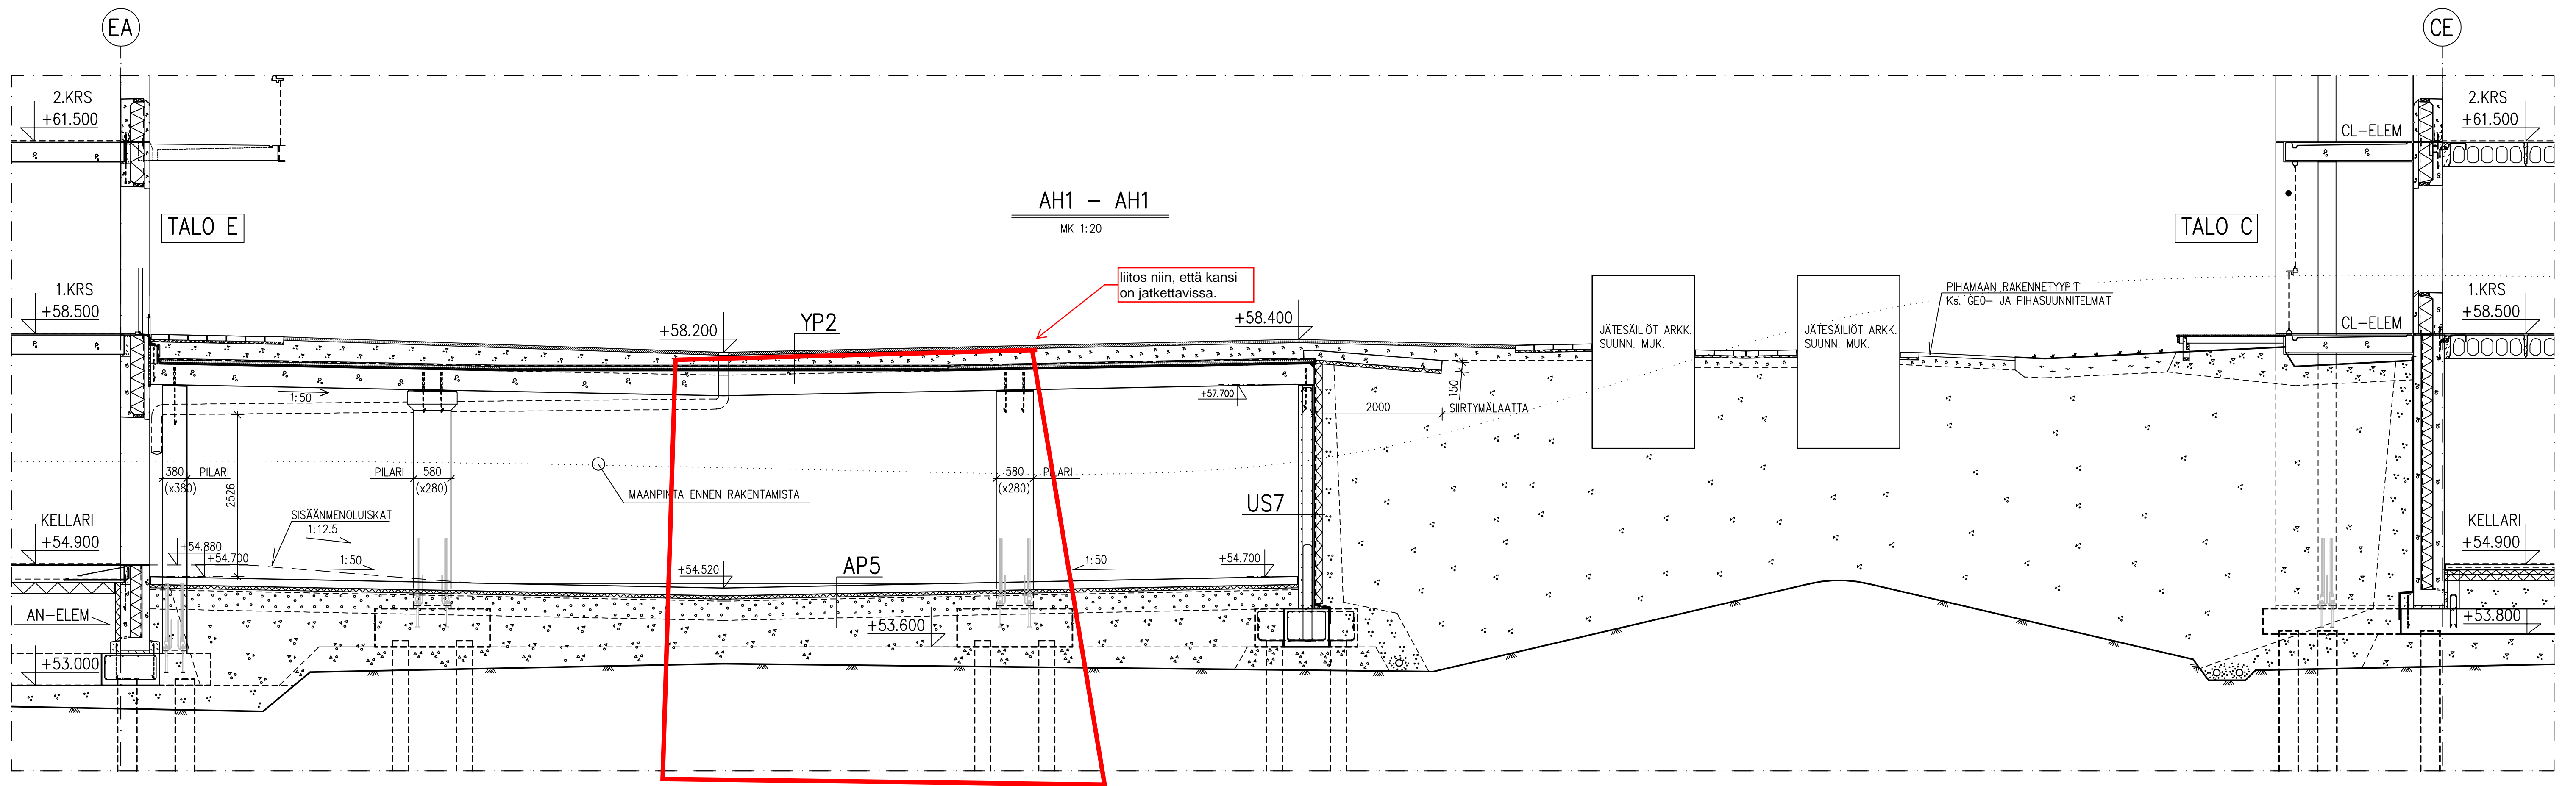 EA
CE
2.KRS
+61.500
2.KRS
+61.500
CL-ELEM
TALO E
AH1 - AH1
MK 1:20
TALO C
liitos niin, että kansi
on jatkettavissa.
1.KRS
+58.500
+58.200
YP2
+58.400
JÄTESÄILIÖT ARKK.
SUUNN. MUK.
JÄTESÄILIÖT ARKK.
SUUNN. MUK.
PIHAMAAN RAKENNETYYPIT
Ks. GEO- JA PIHASUUNNITELMAT
CL-ELEM
1.KRS
+58.500
1:50
+57.700
150
2000
SIIRTYMÄLAATTA
380
PILARI
(x380)
2526
PILARI
580
(x280)
MAANPINTA ENNEN RAKENTAMISTA
580
PILARI
(x280)
US7
KELLARI
+54.900
SISÄÄNMENOLUISKAT
1:12.5
+54.880
+54.700
1:50
+54.520
AP5
1:50
+54.700
KELLARI
+54.900
AN-ELEM
+53.600
+53.800
+53.000